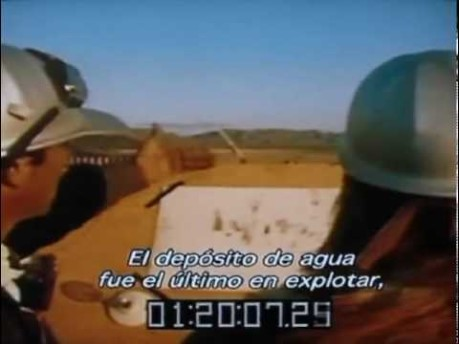 El depósito de agua
fue el último en explotar,
01:20:07.25